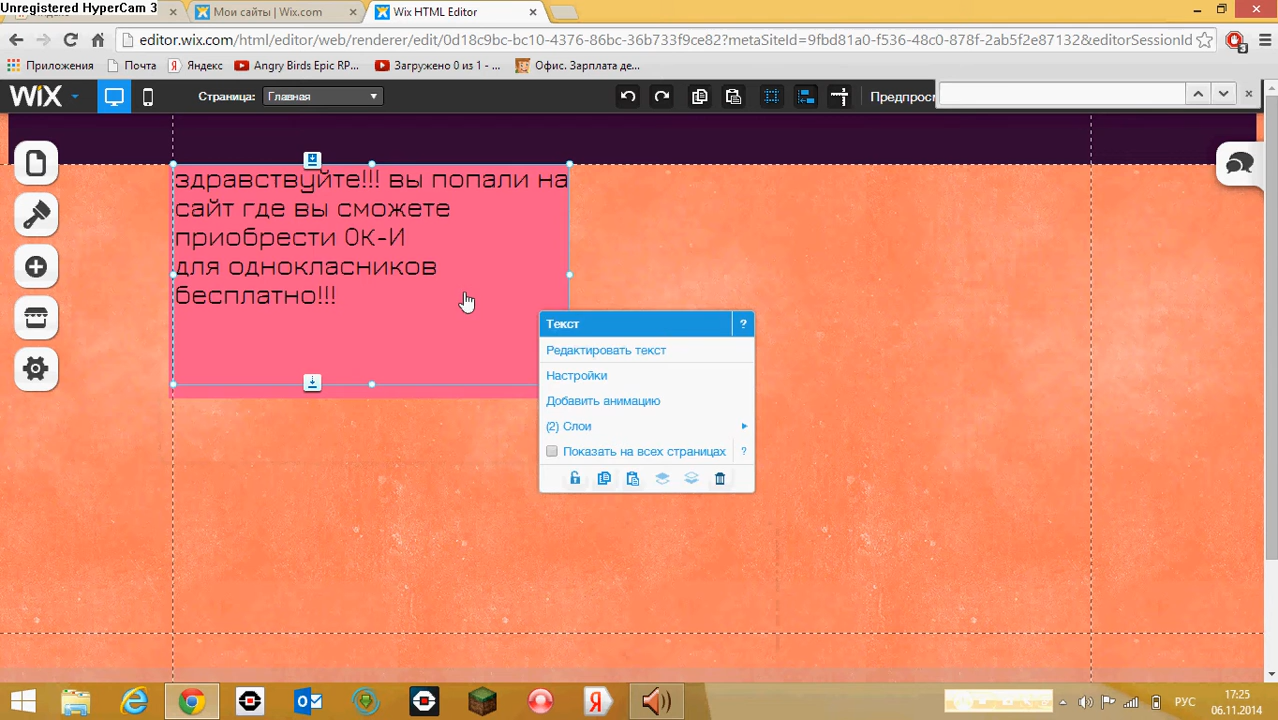 Unregistered HyperCam 3
Мои сайты | Wix.com
Wix HTML Editor
editor.wix.com/html/editor/web/renderer/edit/0d18c9bc-bc10-4376-86bc-36b733f9ce82?metaSiteId=9fbd81a0-f536-48c0-878f-2ab5f2e87132&editorSessionId
Приложения
Почта
Яндекс
Angry Birds Epic RP...
Загружено 0 из 1 - ...
Офис. Зарплата де...
WiX
Страница:
Главная
Предпрос
здравствуйте!!! вы попали на
сайт где вы сможете
приобрести 0К-И
для однокласников
бесплатно!!!
Текст
?
Редактировать текст
Настройки
Добавить анимацию
(2) Слои
Показать на всех страницах
?
РУС
17:25
06.11.2014